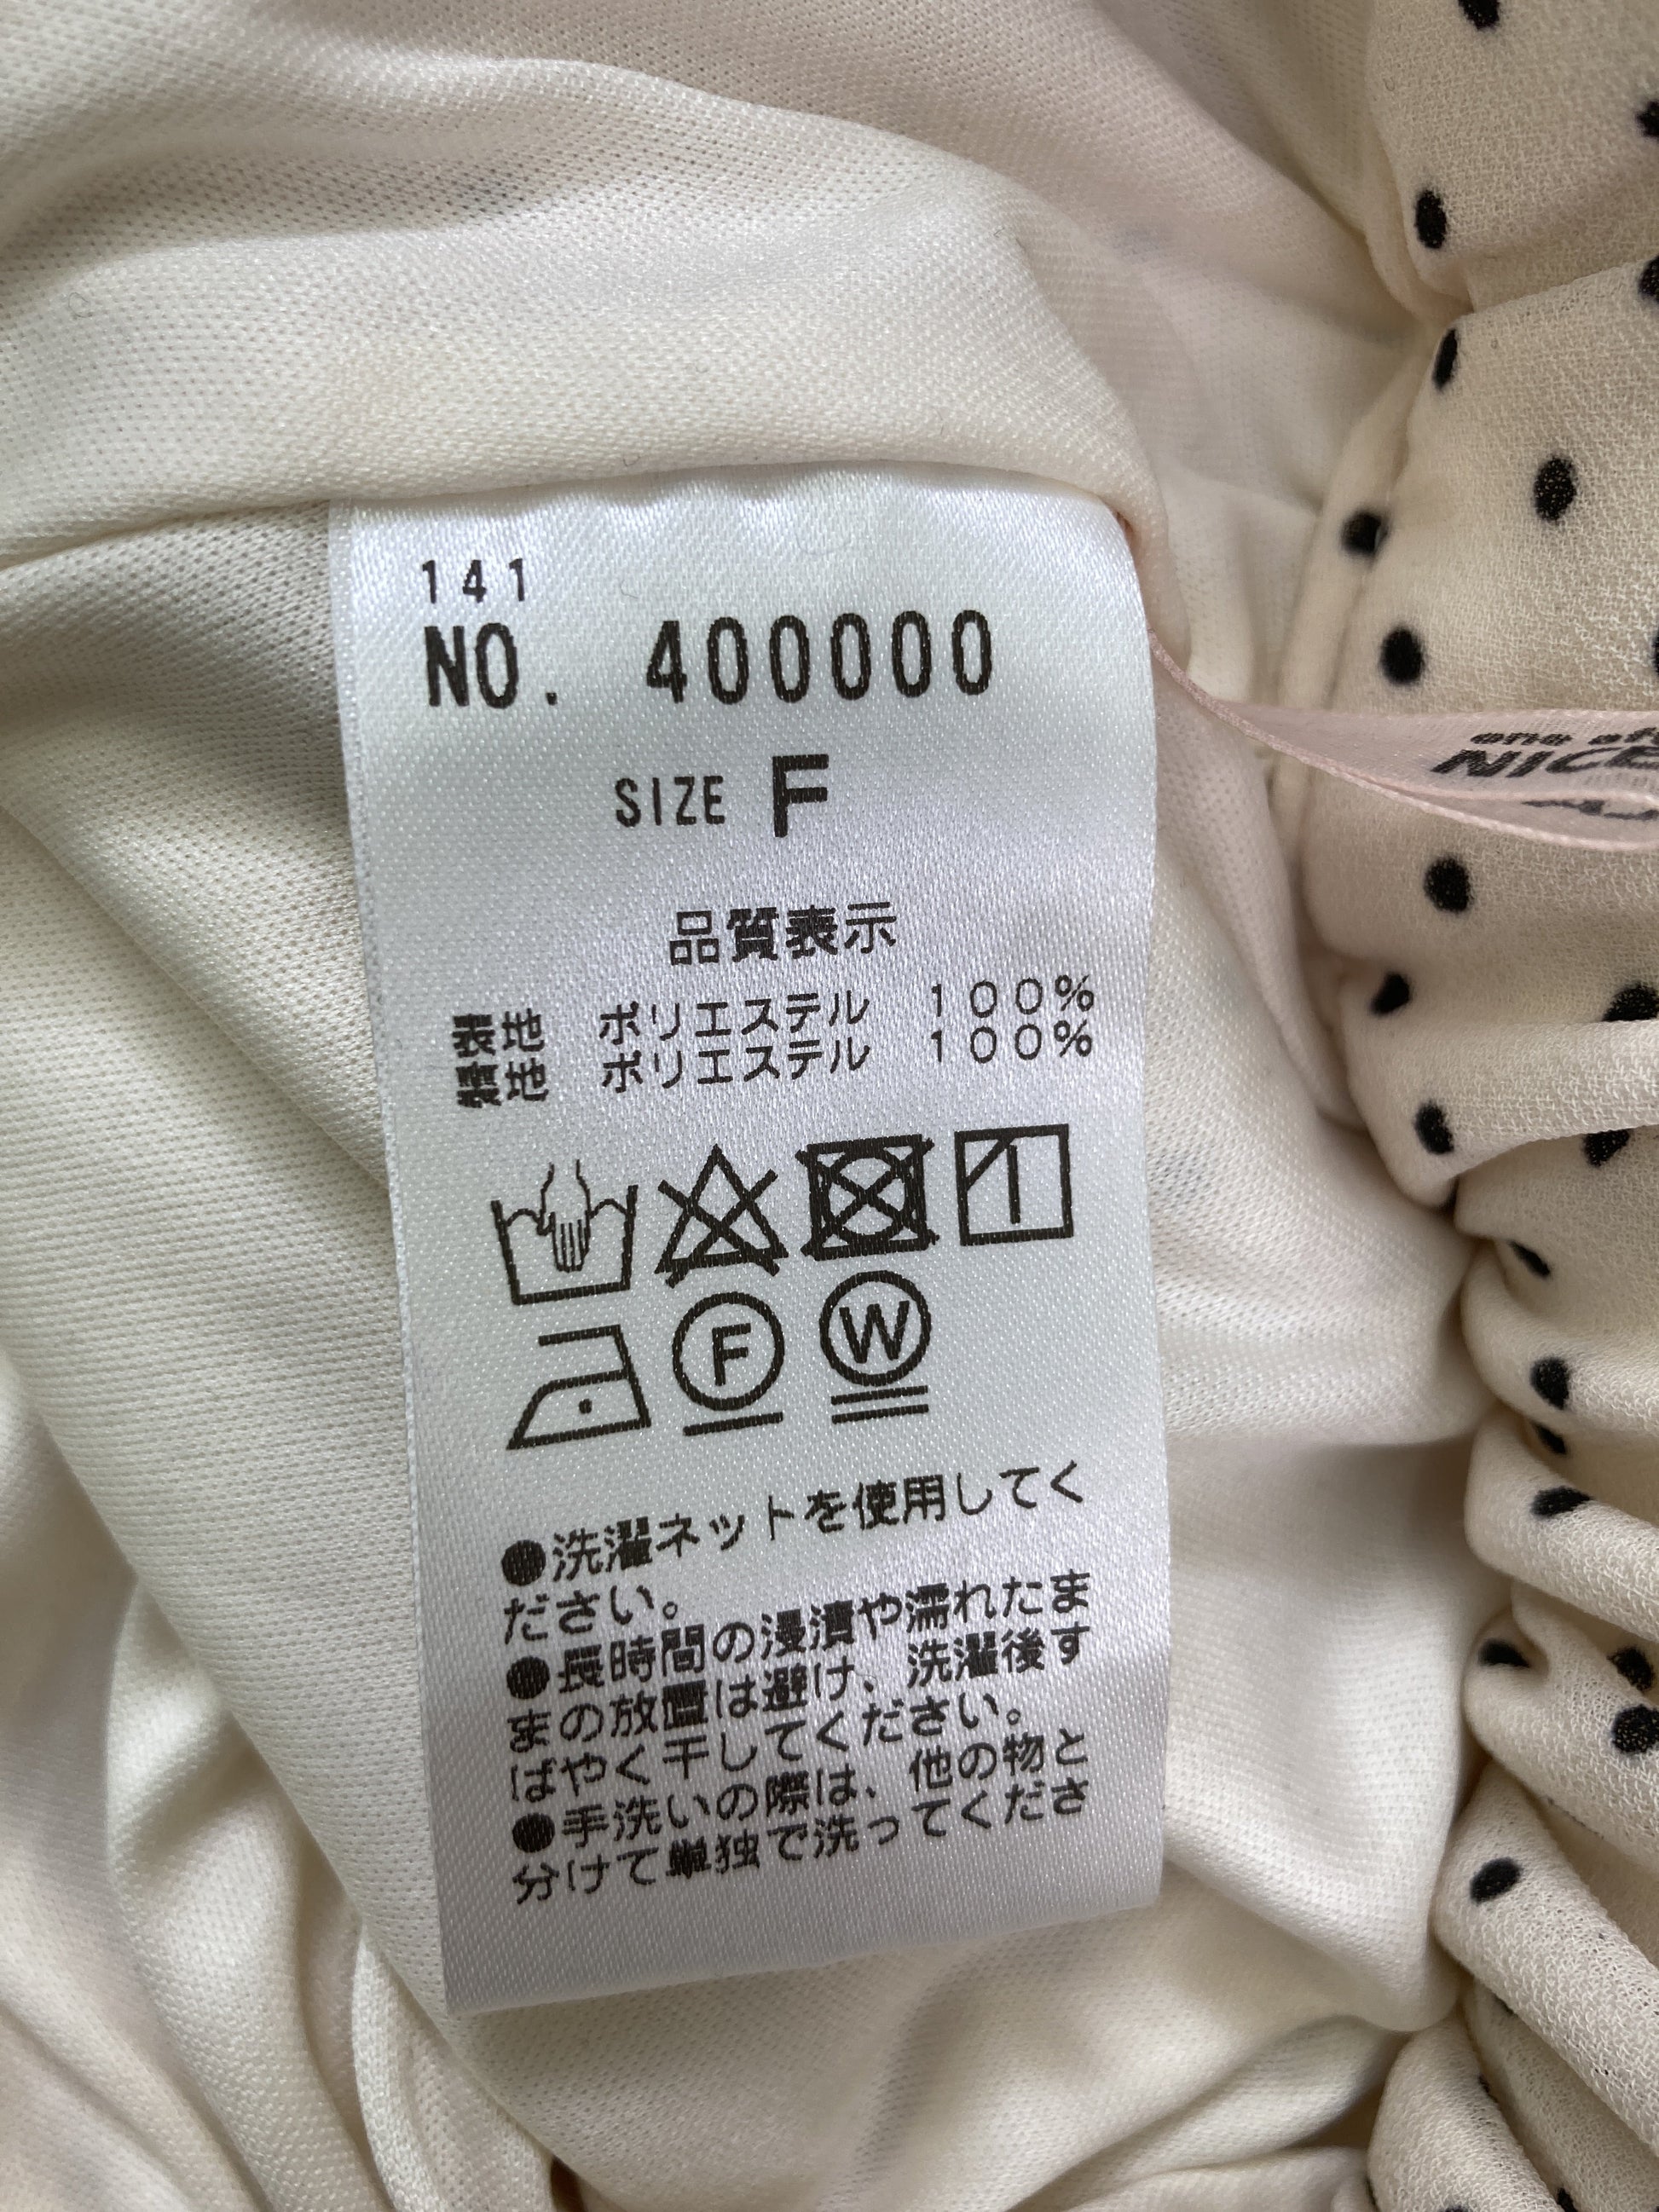 141
NO. 400000
SIZE F
品質表示
表地 ポリエステル 100%
裏地 ポリエステル 100%
F W
●洗濯ネットを使用してく
ださい。
●長時間の浸漬や濡れたま
まの放置は避け、洗濯後す
ばやく干してください。
●手洗いの際は、他の物と
分けて単独で洗ってくださ
NICE